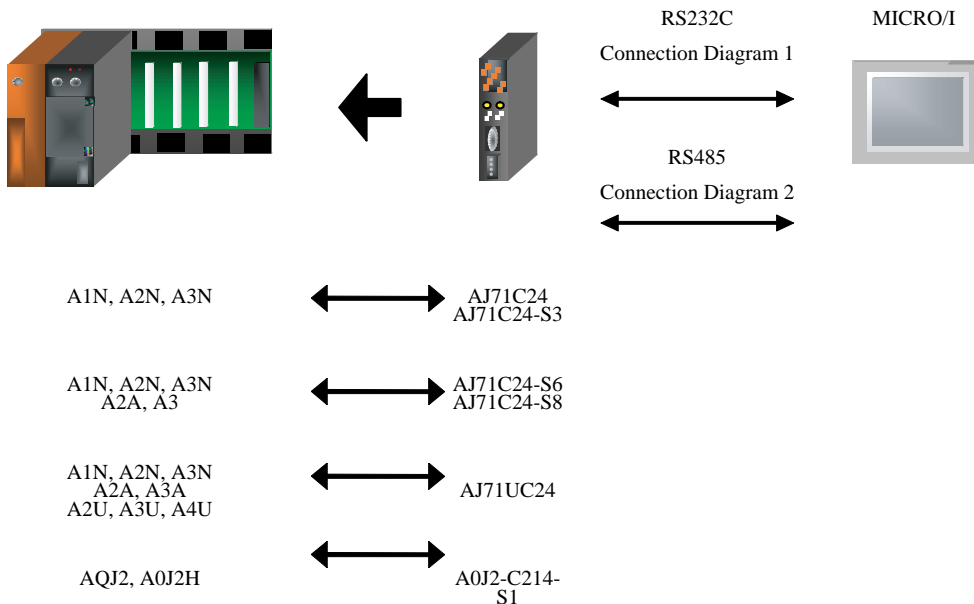 RS232C
MICRO/I
Connection Diagram 1
RS485
Connection Diagram 2
A1N, A2N, A3N
AJ71C24
AJ71C24-S3
A1N, A2N, A3N
A2A, A3
AJ71C24-S6
AJ71C24-S8
A1N, A2N, A3N
A2A, A3A
A2U, A3U, A4U
AJ71UC24
AQJ2, A0J2H
A0J2-C214-
S1